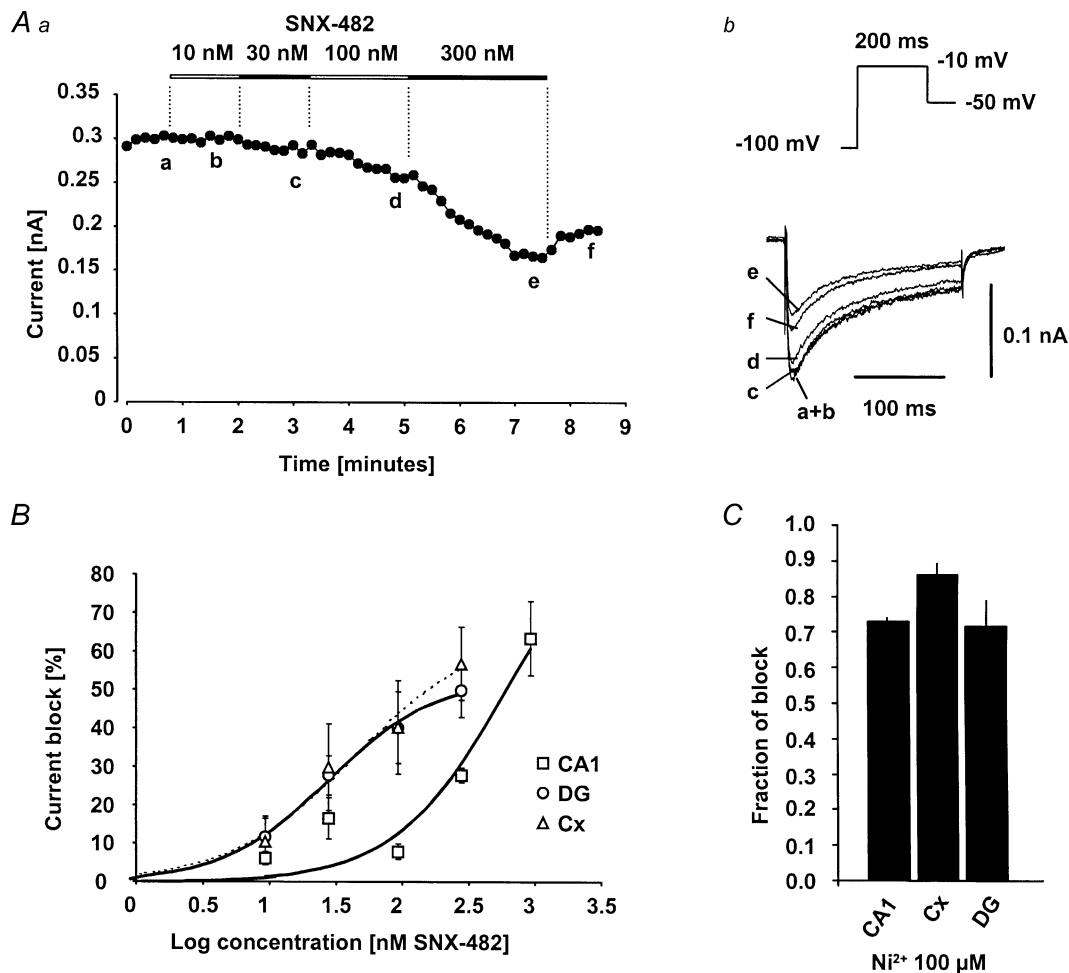 A a
SNX-482
10 nM 30 nM 100 nM 300 nM
0.35
0.3
0.25
0.2
0.15
0.1
0.05
0
Current [nA]
a
b
c
d
e
f
0 1 2 3 4 5 6 7 8 9
Time [minutes]
b
200 ms
-10 mV
-50 mV
-100 mV
e
f
d
c
a+b
0.1 nA
100 ms
B
80
70
60
50
40
30
20
10
0
Current block [%]
CA1
DG
Cx
0 0.5 1 1.5 2 2.5 3 3.5
Log concentration [nM SNX-482]
C
1.0
0.9
0.8
0.7
0.6
0.5
0.4
0.3
0.2
0.1
0.0
Fraction of block
CA1 Cx DG
Ni²⁺ 100 µM